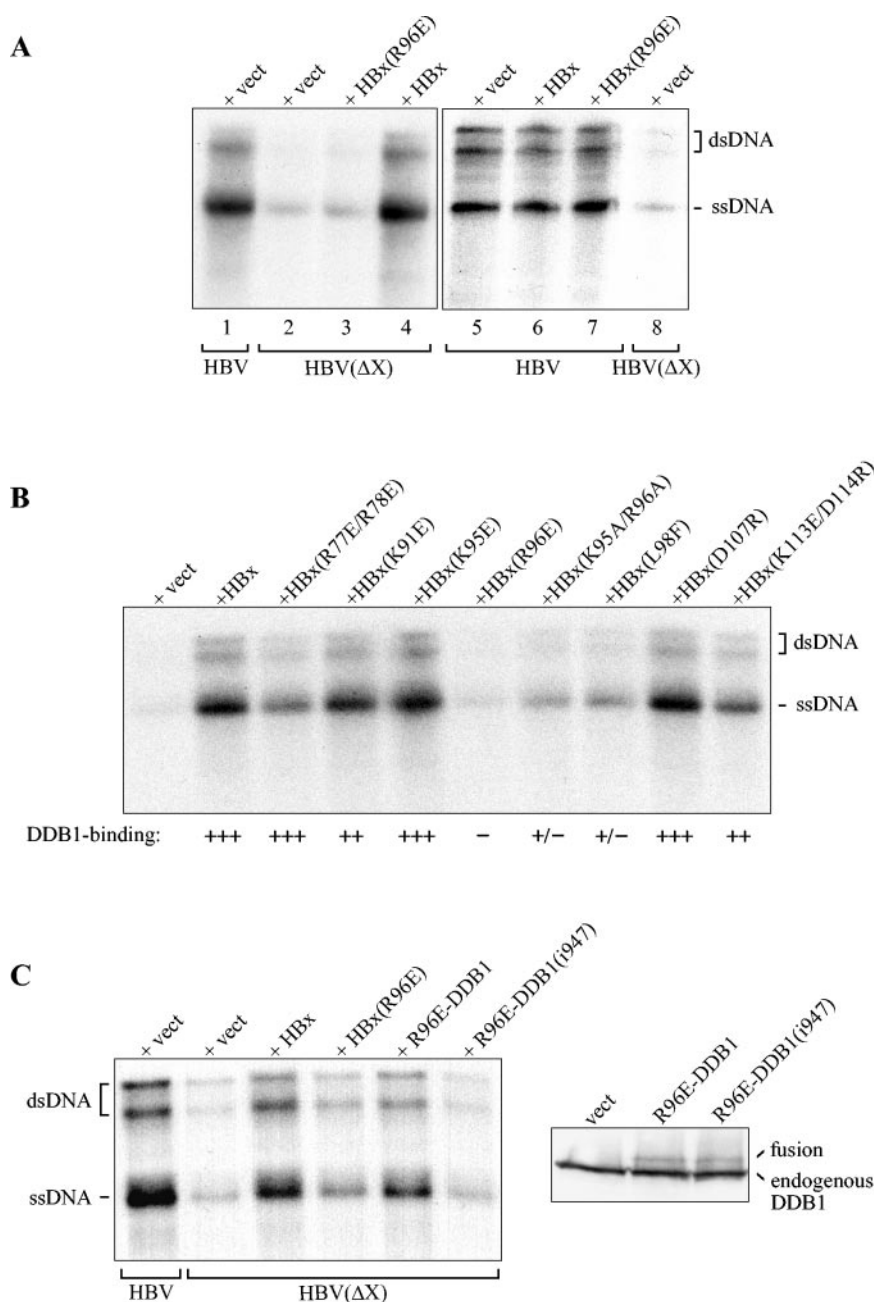 A
+ vect
+ vect
+ HBx(R96E)
+ HBx
+ vect
+ HBx
+ HBx(R96E)
+ vect
dsDNA
ssDNA
1 2 3 4 5 6 7 8
HBV HBV(ΔX) HBV HBV(ΔX)
B
+ vect
+HBx
+HBx(R77E/R78E)
+HBx(K91E)
+HBx(K95E)
+HBx(R96E)
+HBx(K95A/R96A)
+HBx(L98F)
+HBx(D107R)
+HBx(K113E/D114R)
dsDNA
ssDNA
DDB1-binding: +++ +++ ++ +++ − +/− +/− +++ ++
C
+ vect
+ vect
+ HBx
+ HBx(R96E)
+ R96E-DDB1
+ R96E-DDB1(i947)
dsDNA
ssDNA
HBV HBV(ΔX)
vect
R96E-DDB1
R96E-DDB1(i947)
fusion
endogenous
DDB1